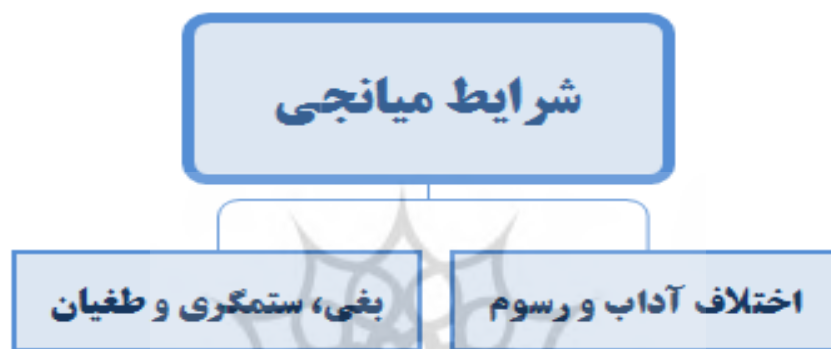 شرایط میانجی
اختلاف آداب و رسوم
بغی، ستمگری و طغیان